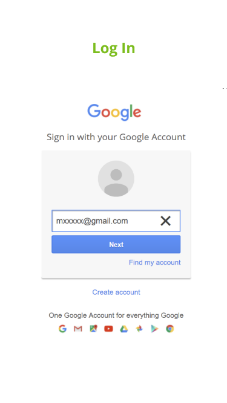 Log In
Google
Sign in with your Google Account
mxxxxx@gmail.com
Next
Find my account
Create account
One Google Account for everything Google